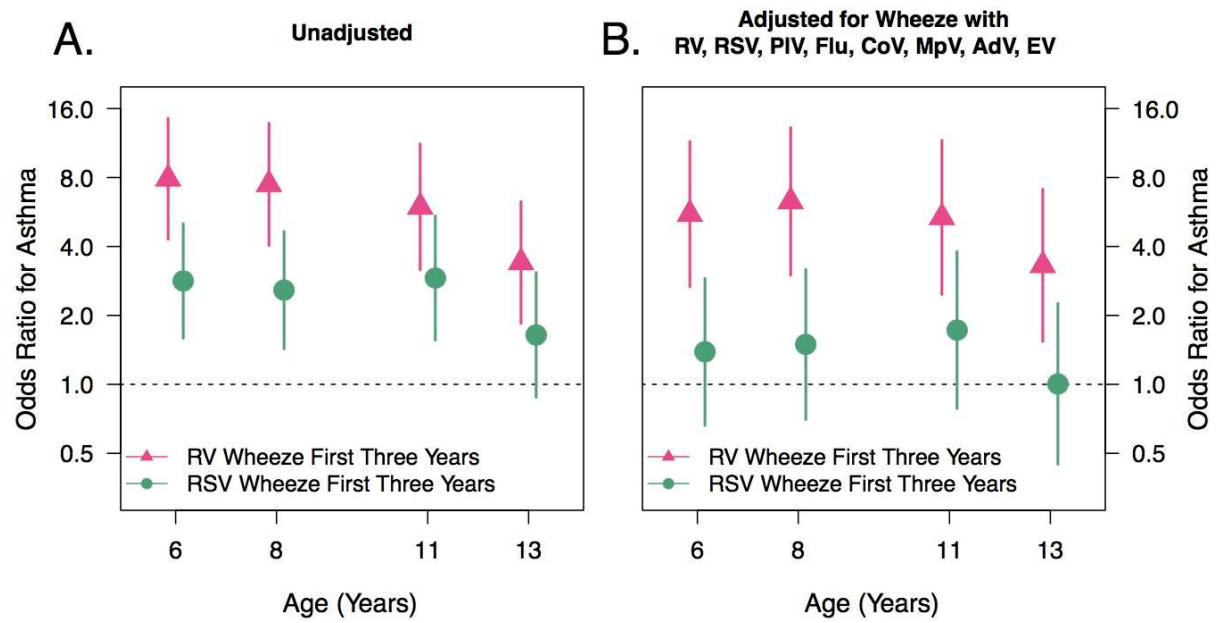 A.
Unadjusted
16.0
8.0
4.0
2.0
1.0
0.5
Odds Ratio for Asthma
RV Wheeze First Three Years
RSV Wheeze First Three Years
6 8 11 13
Age (Years)
B.
Adjusted for Wheeze with
RV, RSV, PIV, Flu, CoV, MpV, AdV, EV
16.0
8.0
4.0
2.0
1.0
0.5
Odds Ratio for Asthma
RV Wheeze First Three Years
RSV Wheeze First Three Years
6 8 11 13
Age (Years)